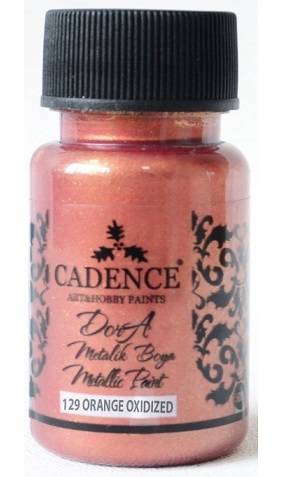 CADENCE
ART&HOBBY PAINTS
DorA
Metalik Boya
Metallic Paint
129 ORANGE OXIDIZED